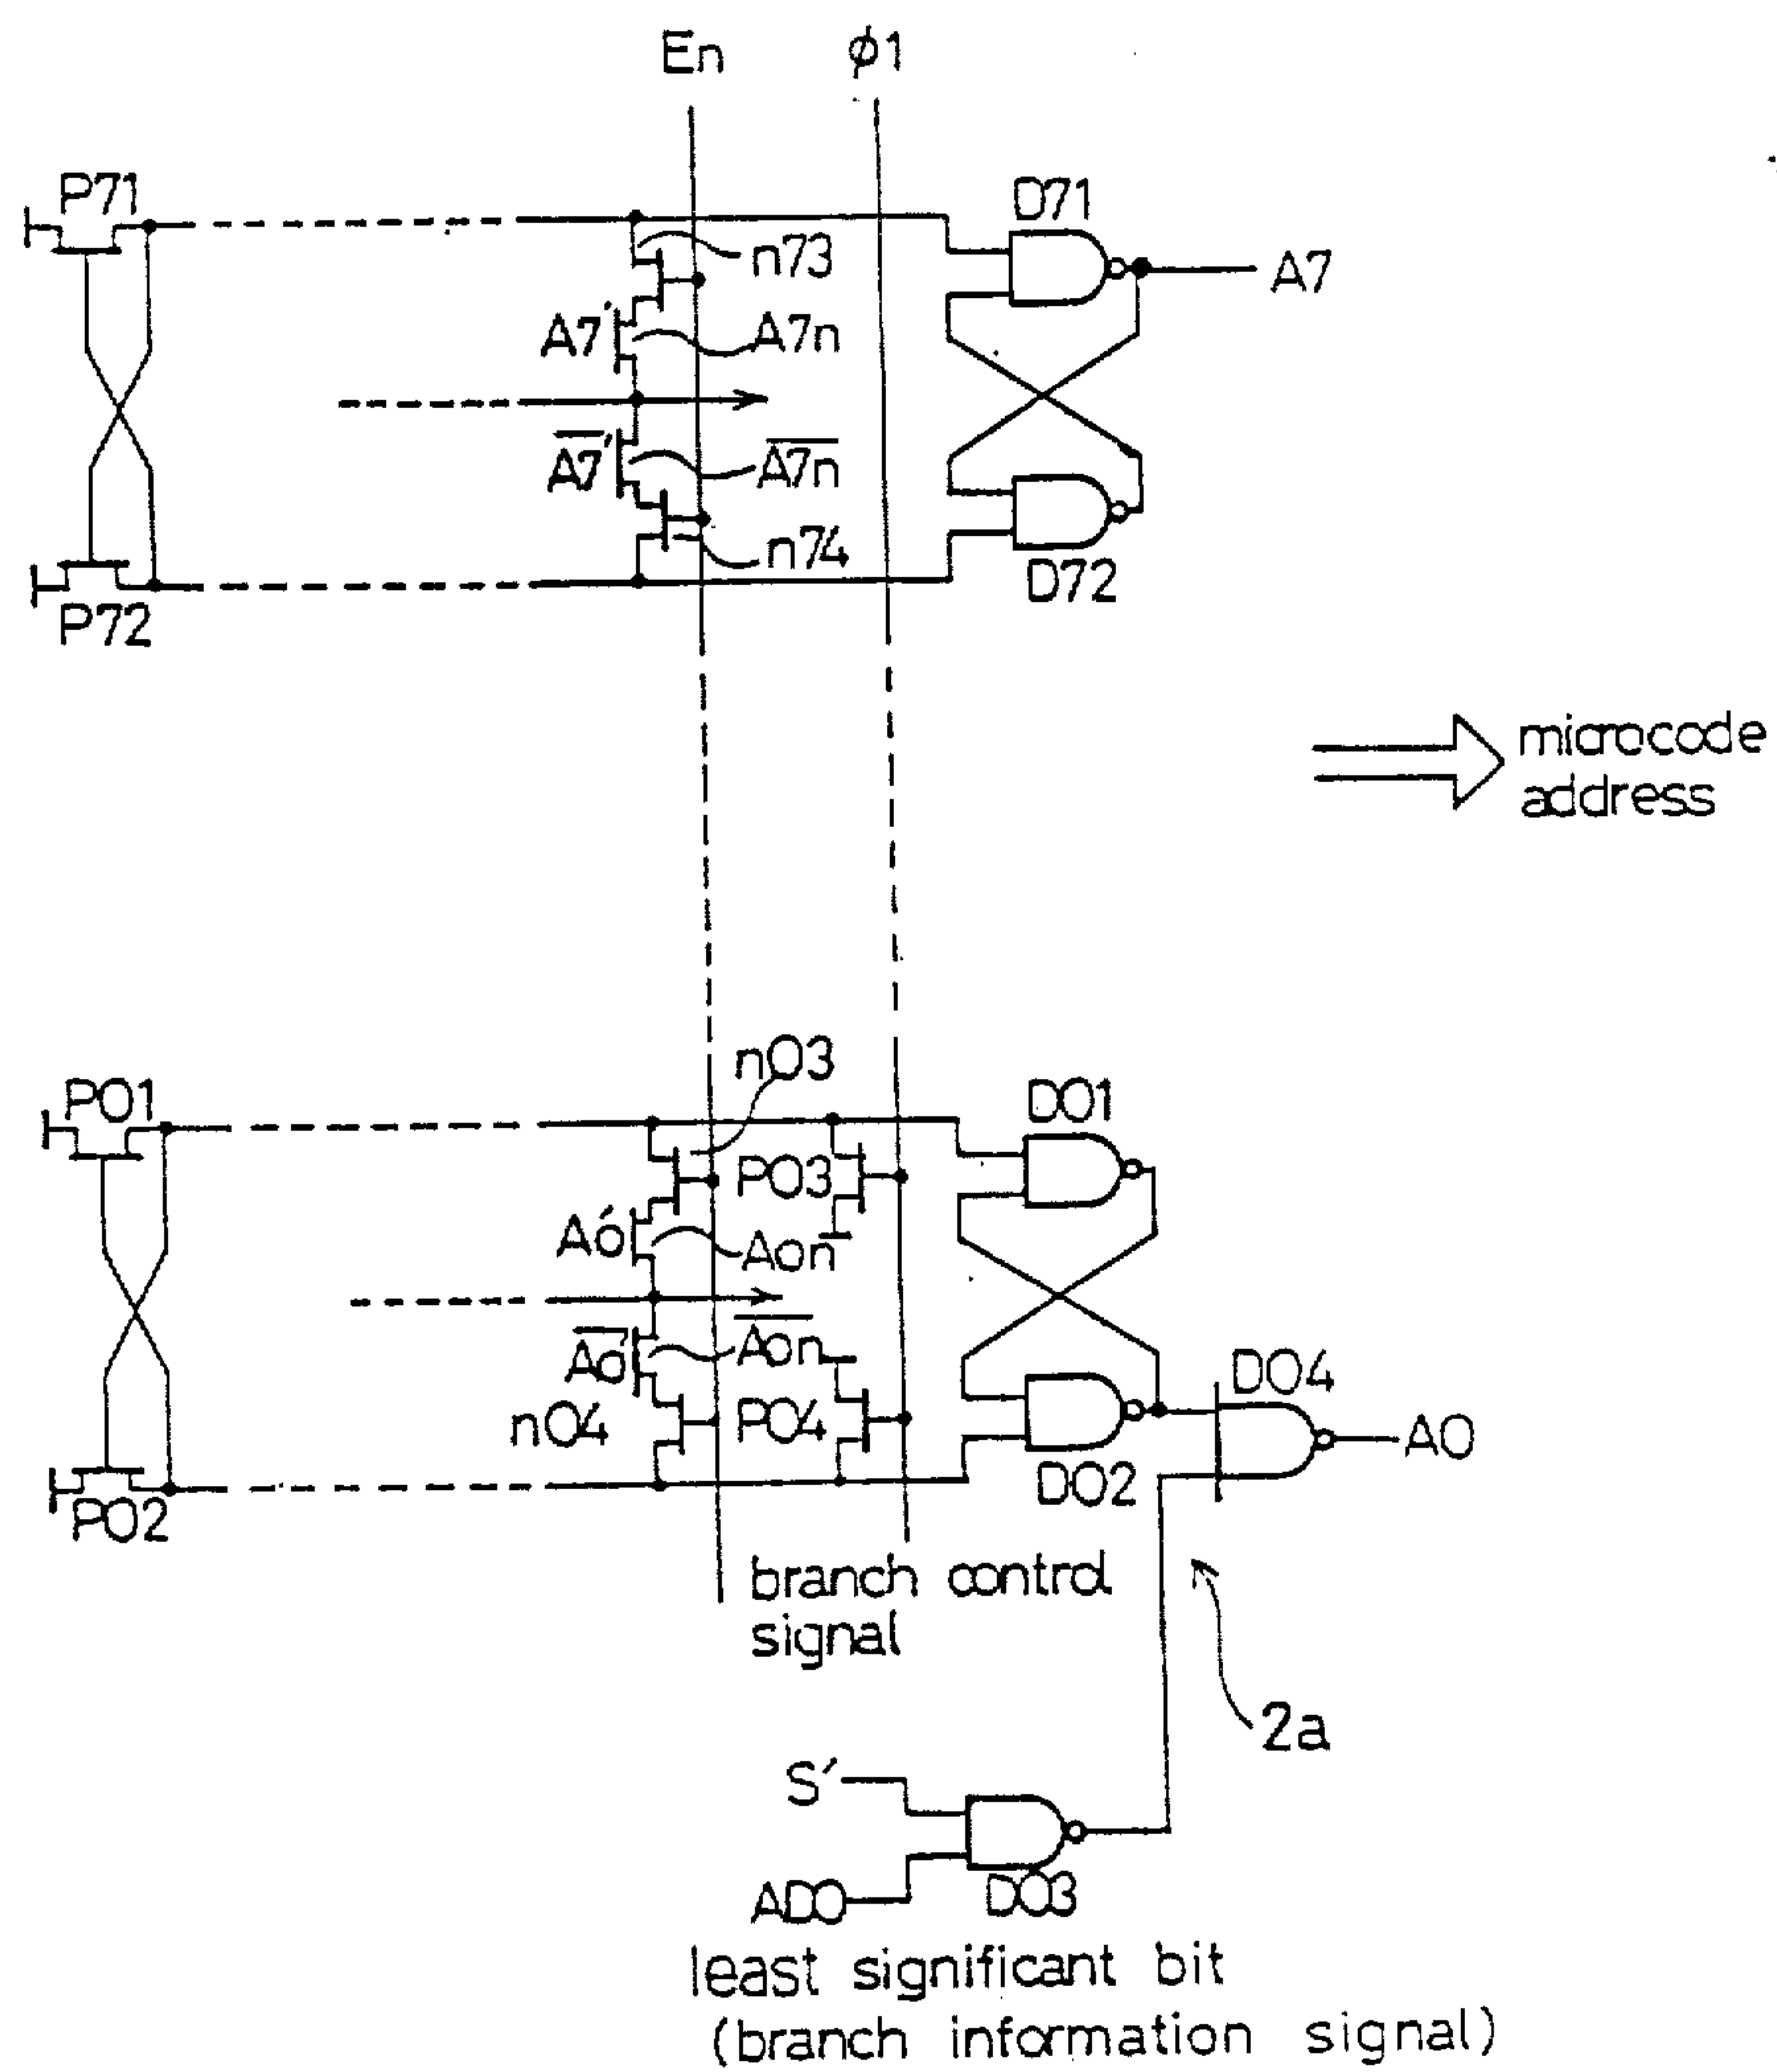 En
φ1
P71
D71
n73
A7
A7′
A7n
A7′
A7n
n74
D72
P72
microcode
address
n03
P01
D01
P03
A0′
A0n
A0′
A0n
D04
n04
P04
A0
D02
P02
branch control
signal
2a
S′
AD0
D03
least significant bit
(branch information signal)